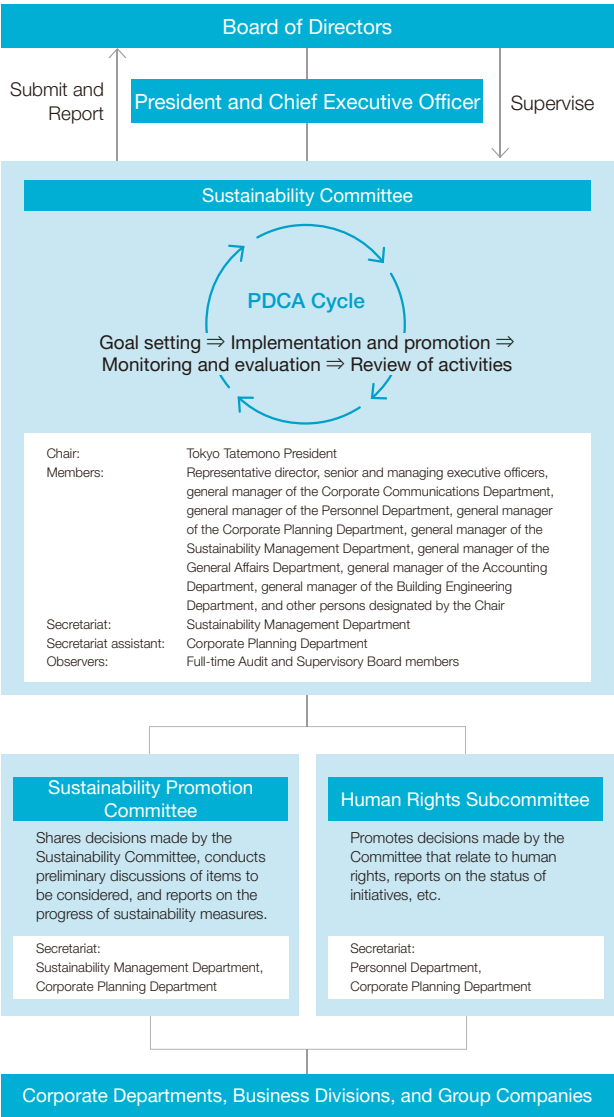 Board of Directors
Submit and
Report
President and Chief Executive Officer
Supervise
Sustainability Committee
PDCA Cycle
Goal setting ⇒ Implementation and promotion ⇒
Monitoring and evaluation ⇒ Review of activities
Chair: Tokyo Tatemono President
Members: Representative director, senior and managing executive officers,
general manager of the Corporate Communications Department,
general manager of the Personnel Department, general manager
of the Corporate Planning Department, general manager of the
Sustainability Management Department, general manager of the
General Affairs Department, general manager of the Accounting
Department, general manager of the Building Engineering
Department, and other persons designated by the Chair
Secretariat: Sustainability Management Department
Secretariat assistant: Corporate Planning Department
Observers: Full-time Audit and Supervisory Board members
Sustainability Promotion
Committee
Shares decisions made by the
Sustainability Committee, conducts
preliminary discussions of items to
be considered, and reports on the
progress of sustainability measures.
Secretariat:
Sustainability Management Department,
Corporate Planning Department
Human Rights Subcommittee
Promotes decisions made by the
Committee that relate to human
rights, reports on the status of
initiatives, etc.
Secretariat:
Personnel Department,
Corporate Planning Department
Corporate Departments, Business Divisions, and Group Companies